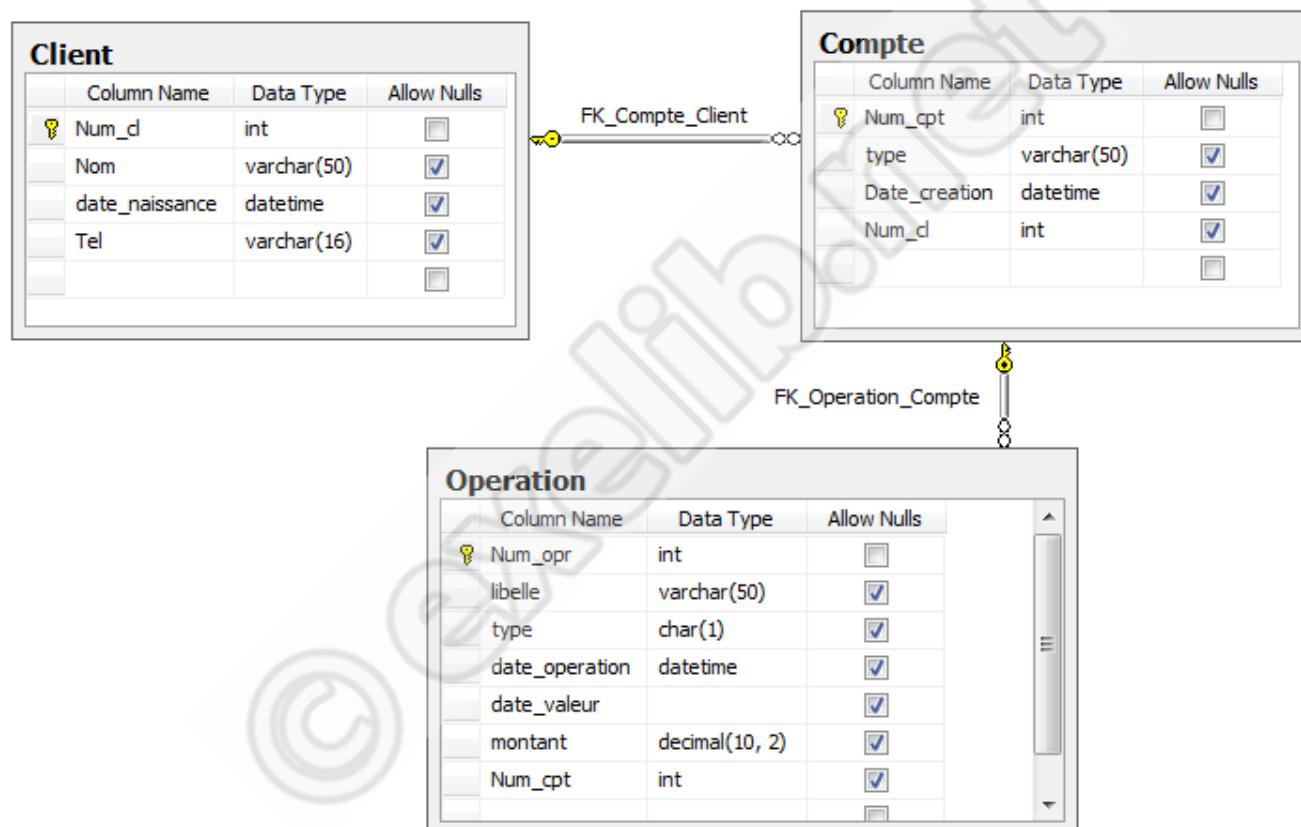 Client
Column Name Data Type Allow Nulls
Num_cl int
Nom varchar(50)
date_naissance datetime
Tel varchar(16)
FK_Compte_Client
Compte
Column Name Data Type Allow Nulls
Num_cpt int
type varchar(50)
Date_creation datetime
Num_cl int
FK_Operation_Compte
Operation
Column Name Data Type Allow Nulls
Num_opr int
libelle varchar(50)
type char(1)
date_operation datetime
date_valeur
montant decimal(10, 2)
Num_cpt int
© exelib.net